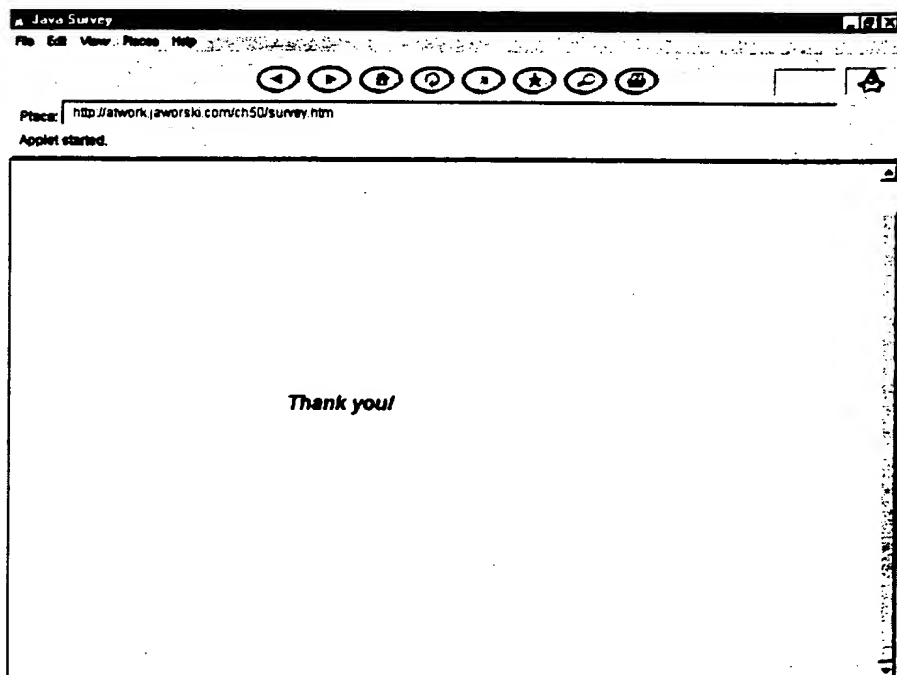 Java Survey
File Edit View Places Help
Place: http://atwork.jaworski.com/ch50/survey.htm
Applet started.
Thank you!